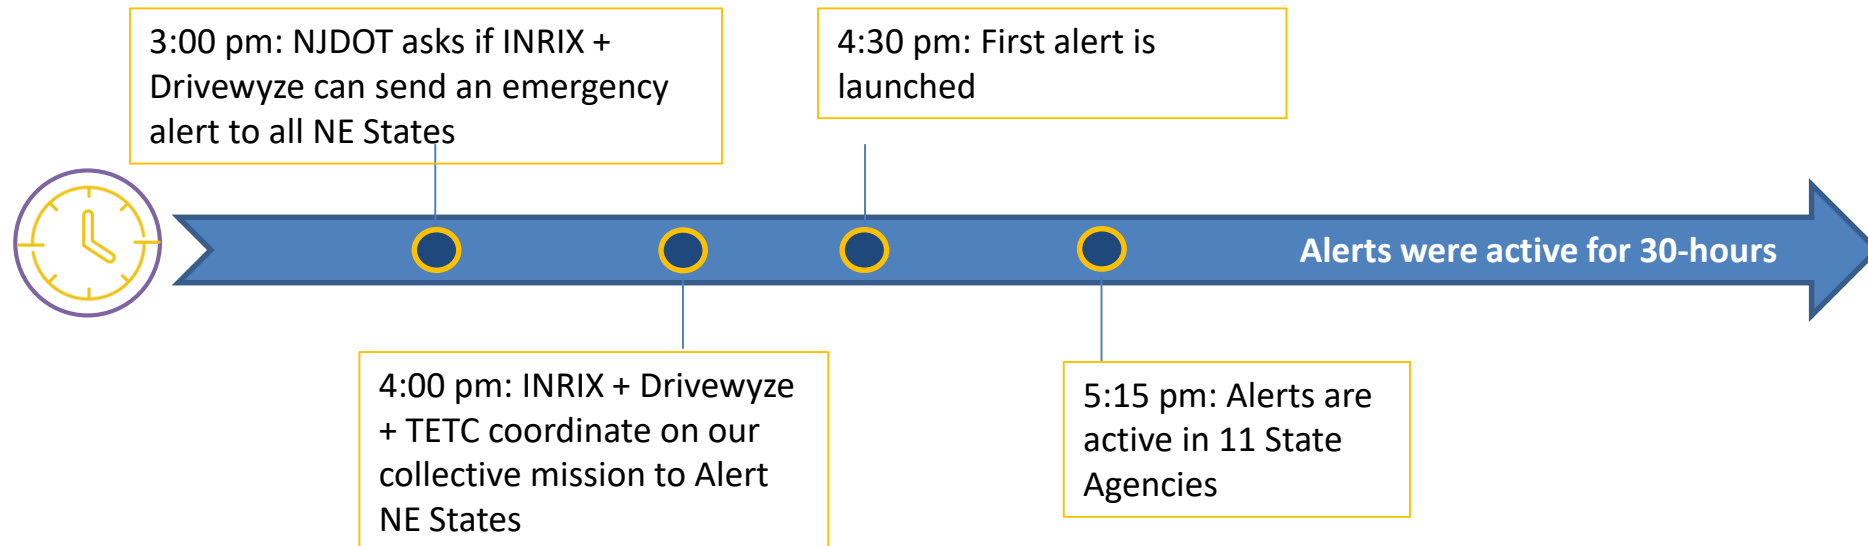 3:00 pm: NJDOT asks if INRIX +
Drivewyze can send an emergency
alert to all NE States
4:00 pm: INRIX + Drivewyze
+ TETC coordinate on our
collective mission to Alert
NE States
4:30 pm: First alert is
launched
5:15 pm: Alerts are
active in 11 State
Agencies
Alerts were active for 30-hours